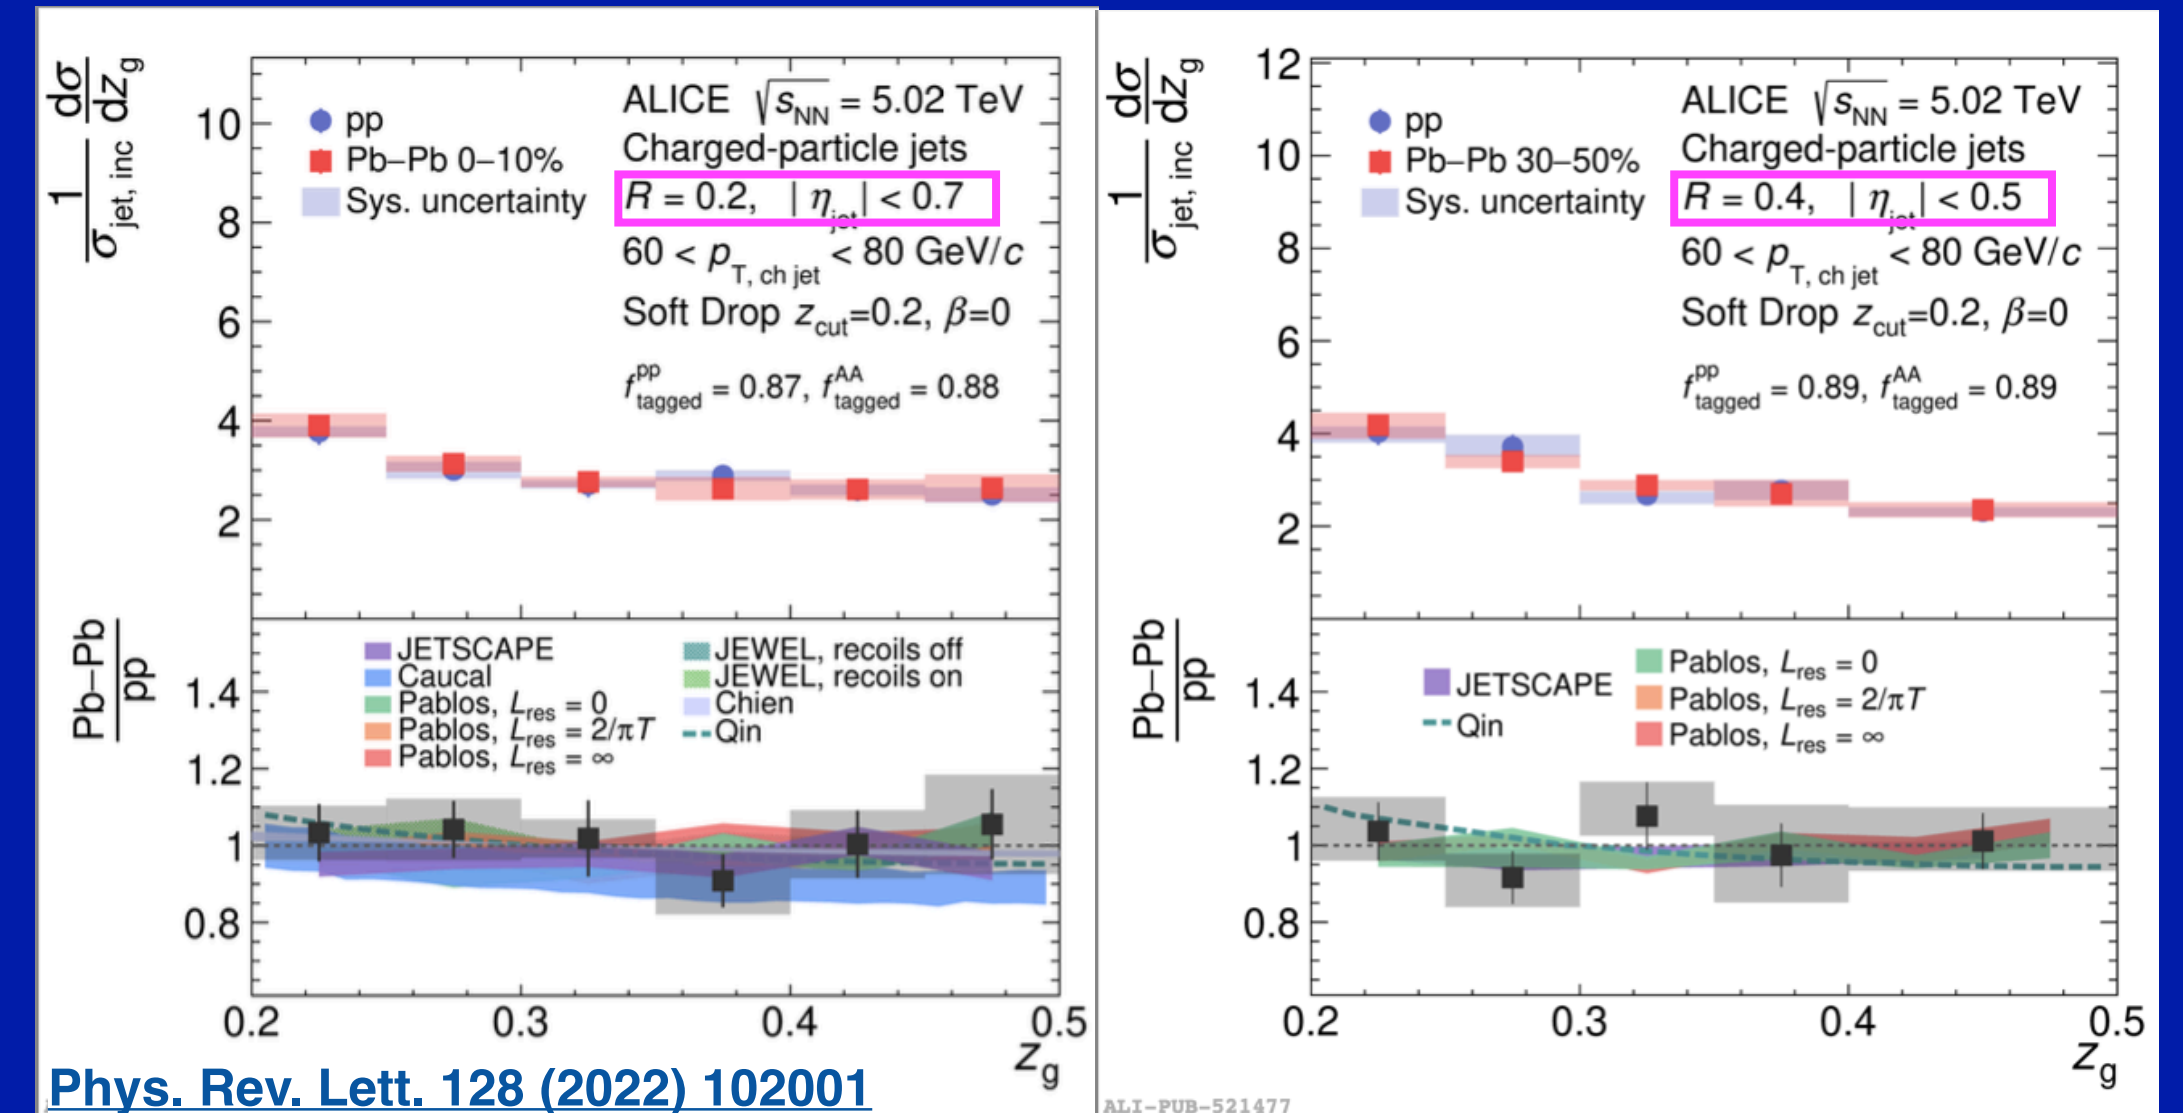 1/σjet, inc dσ/dzg
10
8
6
4
2
pp
Pb–Pb 0–10%
Sys. uncertainty
ALICE √sNN = 5.02 TeV
Charged-particle jets
R = 0.2, | ηjet | < 0.7
60 < pT, ch jet < 80 GeV/c
Soft Drop zcut=0.2, β=0
f^pp tagged = 0.87, f^AA tagged = 0.88
Pb–Pb/pp
1.4
1.2
1
0.8
JETSCAPE
Caucal
Pablos, Lres = 0
Pablos, Lres = 2/πT
Pablos, Lres = ∞
JEWEL, recoils off
JEWEL, recoils on
Chien
Qin
0.2 0.3 0.4 0.5
zg
Phys. Rev. Lett. 128 (2022) 102001
1/σjet, inc dσ/dzg
12
10
8
6
4
2
pp
Pb–Pb 30–50%
Sys. uncertainty
ALICE √sNN = 5.02 TeV
Charged-particle jets
R = 0.4, | ηjet | < 0.5
60 < pT, ch jet < 80 GeV/c
Soft Drop zcut=0.2, β=0
f^pp tagged = 0.89, f^AA tagged = 0.89
Pb–Pb/pp
1.4
1.2
1
0.8
JETSCAPE
Qin
Pablos, Lres = 0
Pablos, Lres = 2/πT
Pablos, Lres = ∞
0.2 0.3 0.4 0.5
zg
ALI-PUB-521477